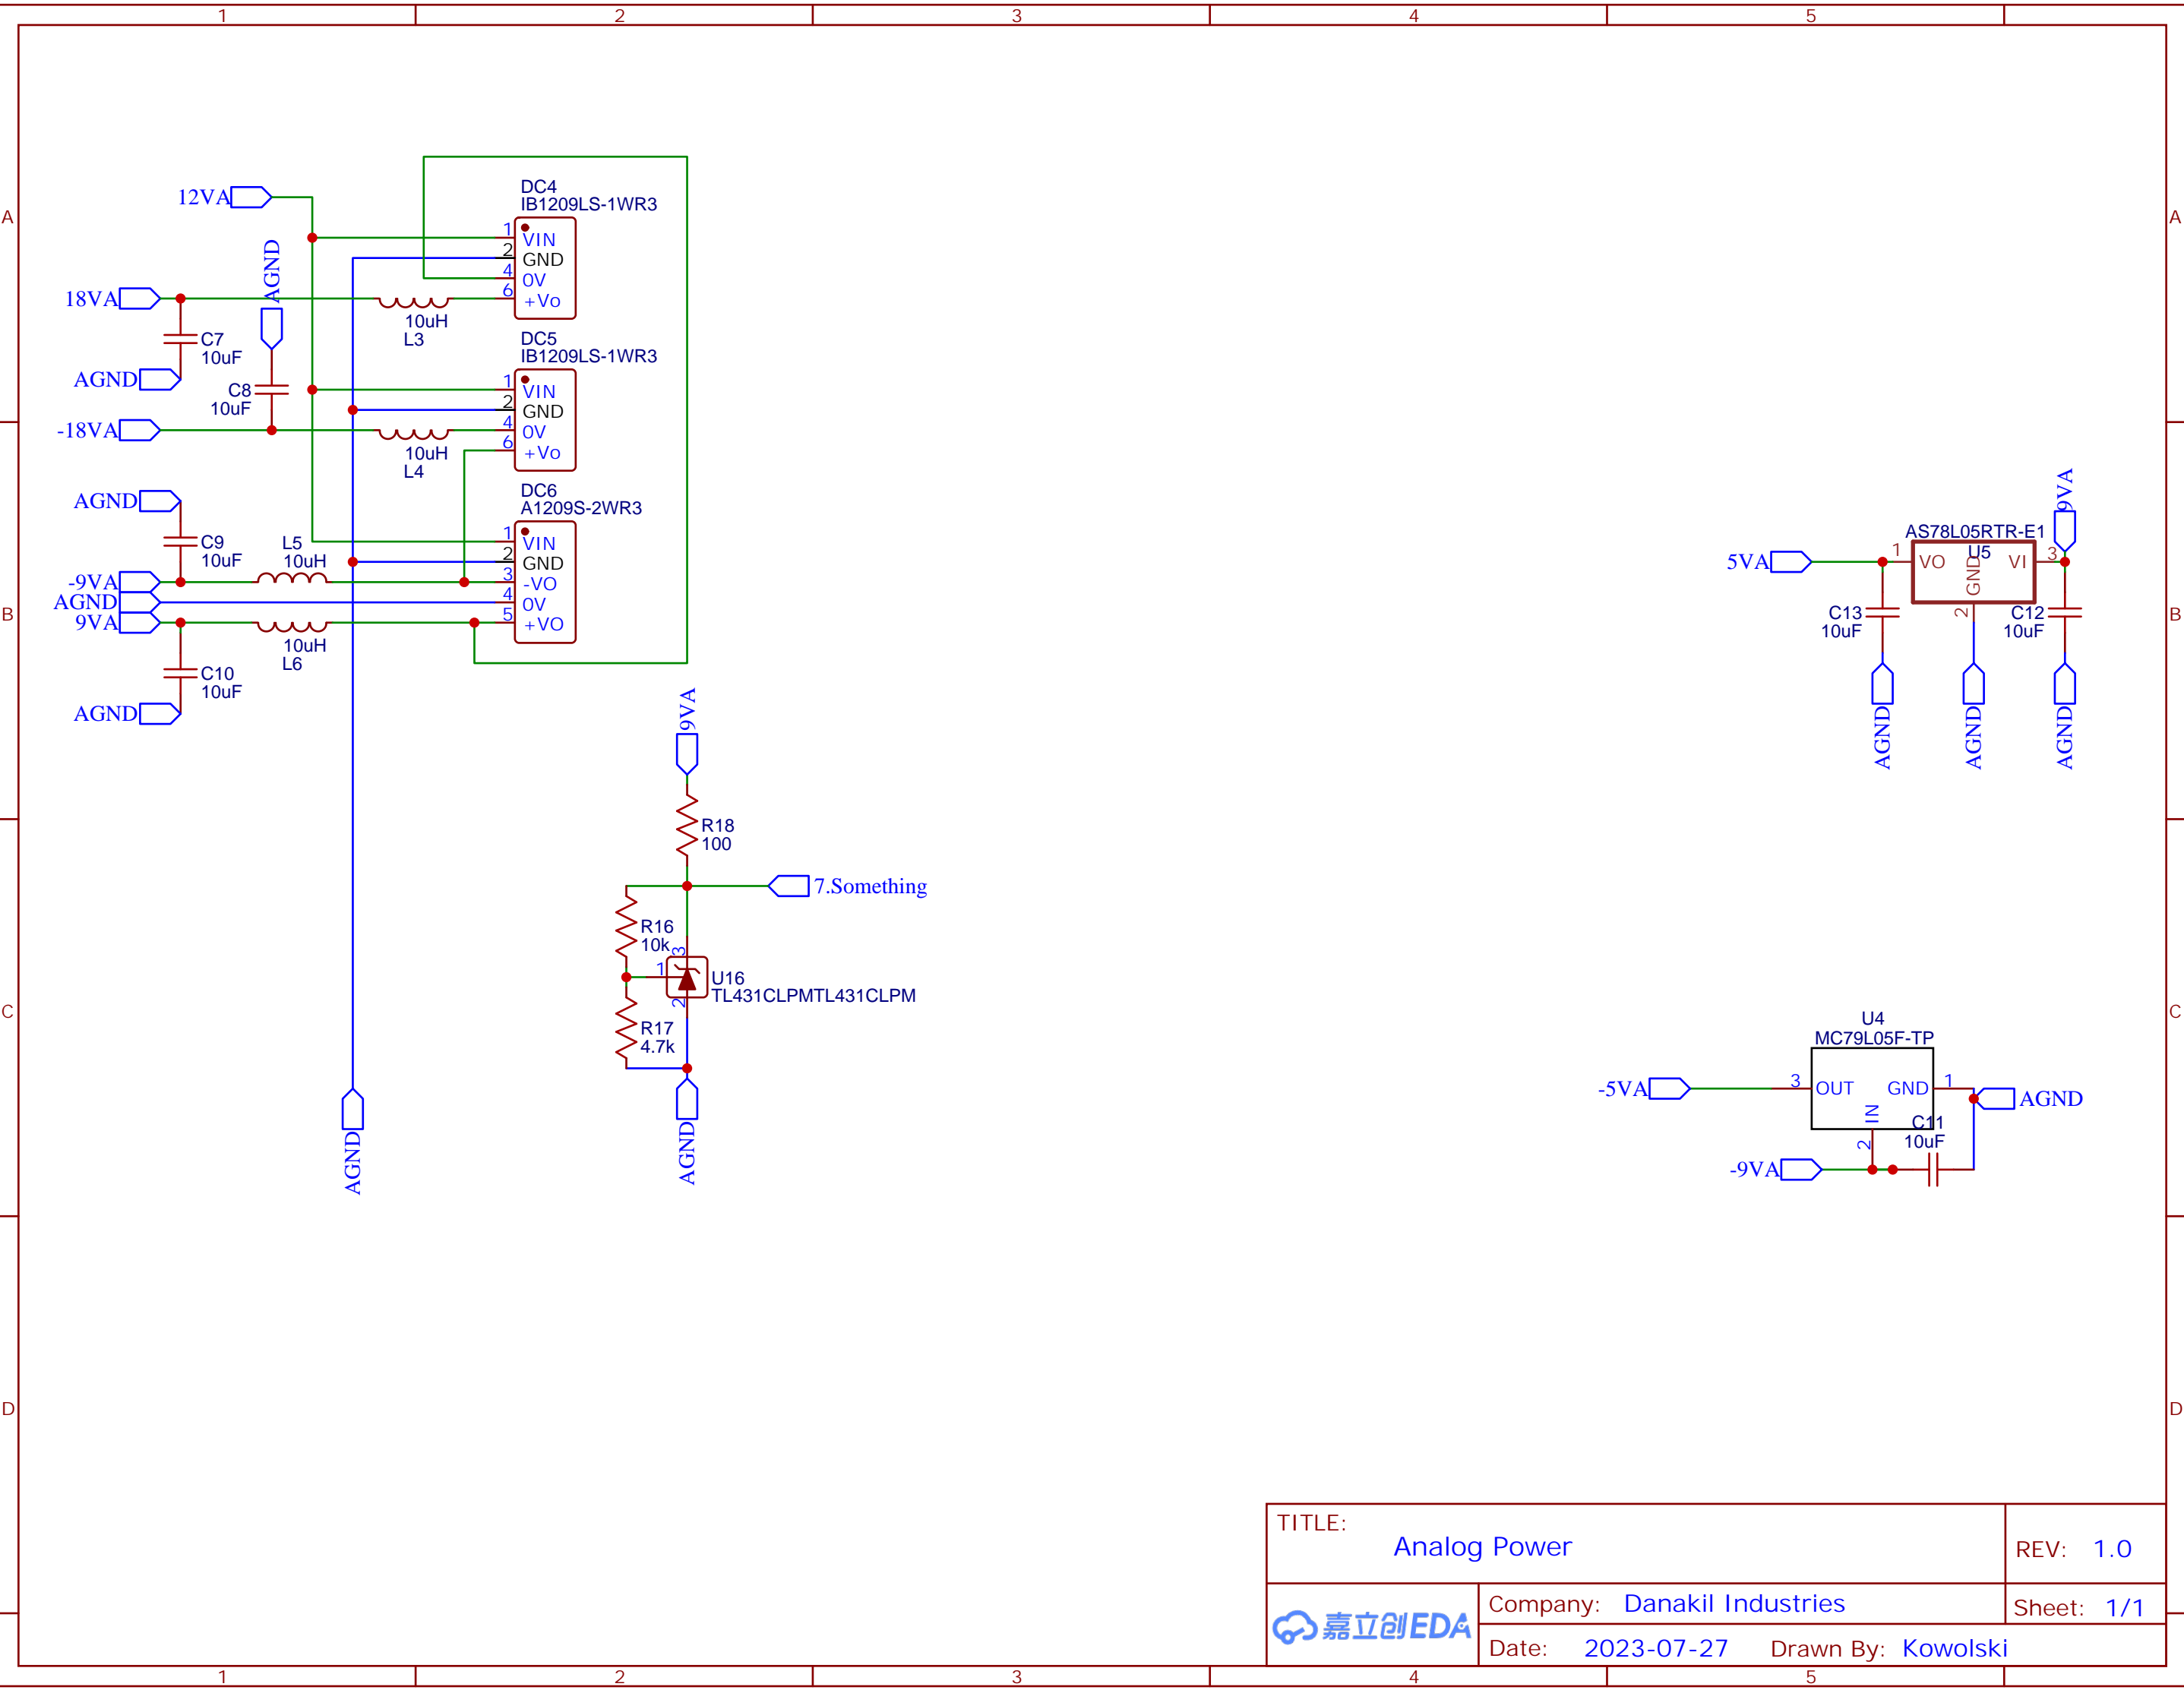 1 2 3 4 5
A A
B B
C C
D D
1 2 3 4 5
12VA
AGND
18VA
C7
10uF
AGND
C8
10uF
-18VA
10uH
L3
10uH
L4
DC4
IB1209LS-1WR3
1 VIN
2 GND
4 0V
6 +Vo
DC5
IB1209LS-1WR3
1 VIN
2 GND
4 0V
6 +Vo
DC6
A1209S-2WR3
1 VIN
2 GND
3 -VO
4 0V
5 +VO
AGND
C9
10uF
L5
10uH
-9VA
AGND
9VA
10uH
L6
C10
10uF
AGND
AGND
9VA
R18
100
7.Something
R16
10k
3
1
2
U16
TL431CLPMTL431CLPM
R17
4.7k
AGND
9VA
AS78L05RTR-E1
U5
5VA
1 VO
GND
VI 3
2
C13
10uF
C12
10uF
AGND
AGND
AGND
U4
MC79L05F-TP
-5VA
3 OUT
GND 1
IN
2
AGND
C11
10uF
-9VA
TITLE:
Analog Power
REV: 1.0
嘉立创EDA
Company: Danakil Industries
Sheet: 1/1
Date: 2023-07-27 Drawn By: Kowolski